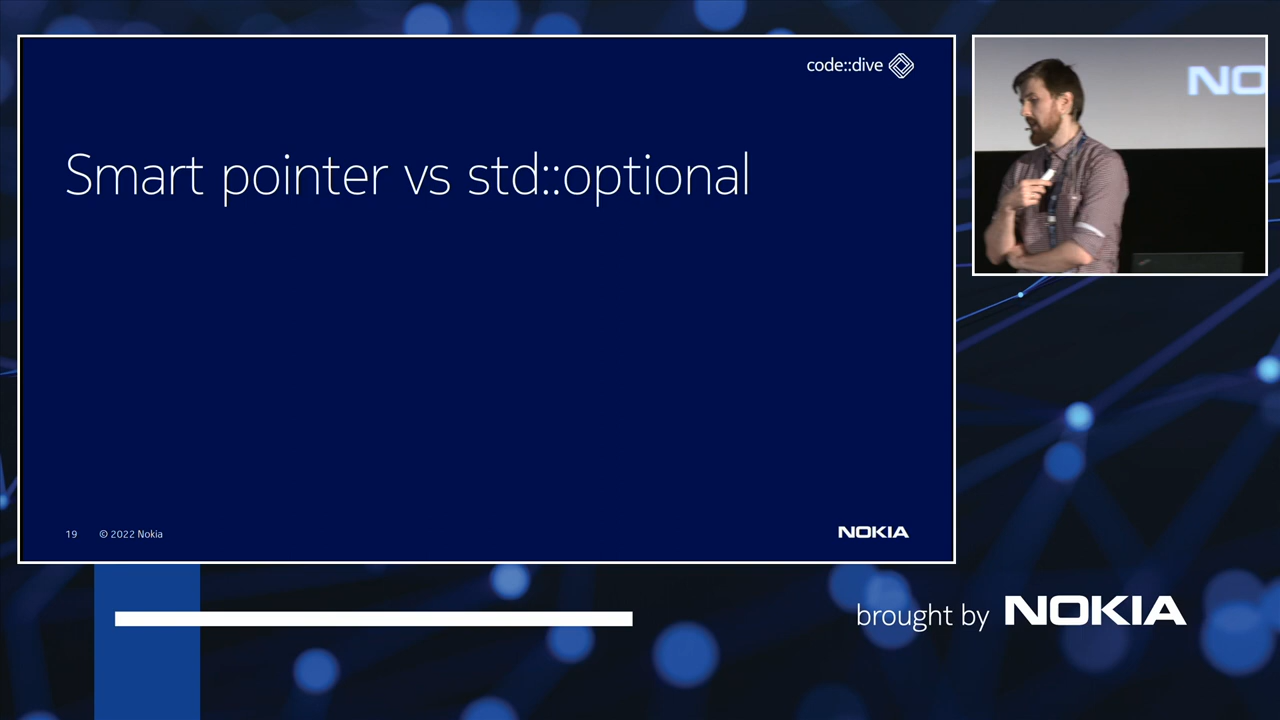 code::dive
Smart pointer vs std::optional
19 © 2022 Nokia
NOKIA
NO
brought by NOKIA